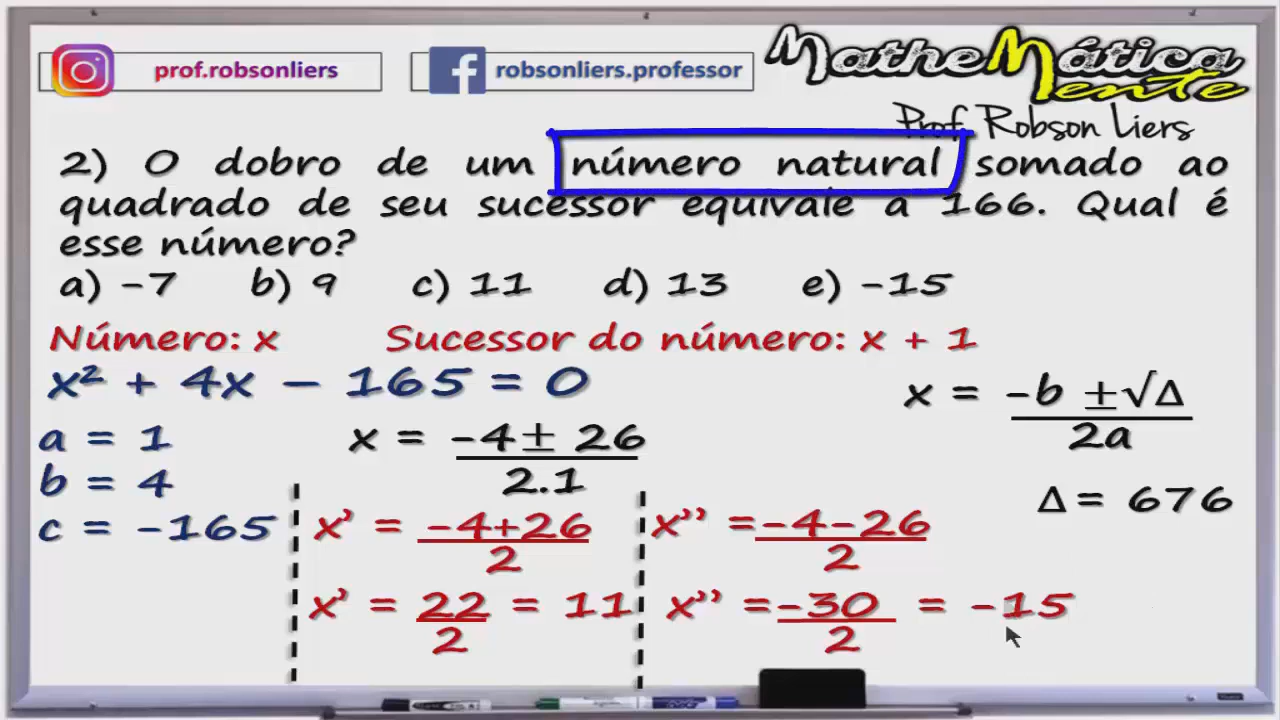 prof.robsonliers
robsonliers.professor
MatheMática
Mente
Prof. Robson Liers
2) O dobro de um número natural somado ao
quadrado de seu sucessor equivale a 166. Qual é
esse número?
a) -7 b) 9 c) 11 d) 13 e) -15
Número: x Sucessor do número: x + 1
x² + 4x – 165 = 0
x = -b ±√Δ
2a
a = 1
x = -4± 26
2.1
b = 4
Δ = 676
c = -165
x’ = -4+26
2
x’’ = -4-26
2
x’ = 22 = 11
2
x’’ = -30 = -15
2